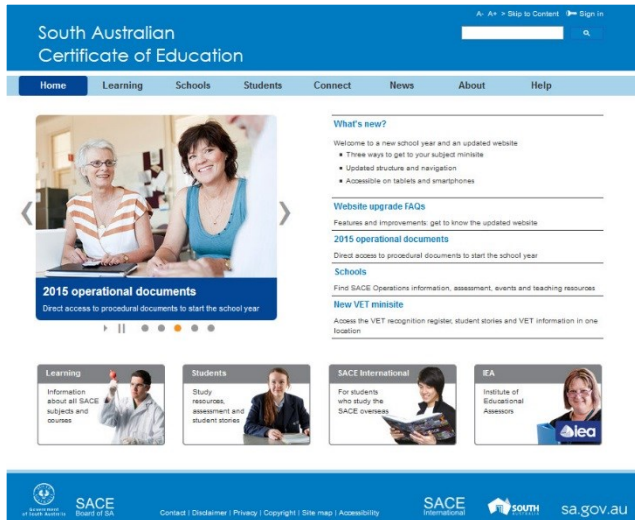 A- A+ > Skip to Content Sign in
South Australian
Certificate of Education
Home Learning Schools Students Connect News About Help
What's new?
Welcome to a new school year and an updated website
Three ways to get to your subject minisite
Updated structure and navigation
Accessible on tablets and smartphones
Website upgrade FAQs
Features and improvements: get to know the updated website
2015 operational documents
Direct access to procedural documents to start the school year
Schools
Find SACE Operations information, assessment, events and teaching resources
New VET minisite
Access the VET recognition register, student stories and VET information in one
location
2015 operational documents
Direct access to procedural documents to start the school year
Learning
Information
about all SACE
subjects and
courses
Students
Study
resources,
assessment and
student stories
SACE International
For students
who study the
SACE overseas
IEA
Institute of
Educational
Assessors
iea
Government
of South Australia
SACE
Board of SA
Contact | Disclaimer | Privacy | Copyright | Site map | Accessibility
SACE
International
SOUTH
AUSTRALIA
sa.gov.au